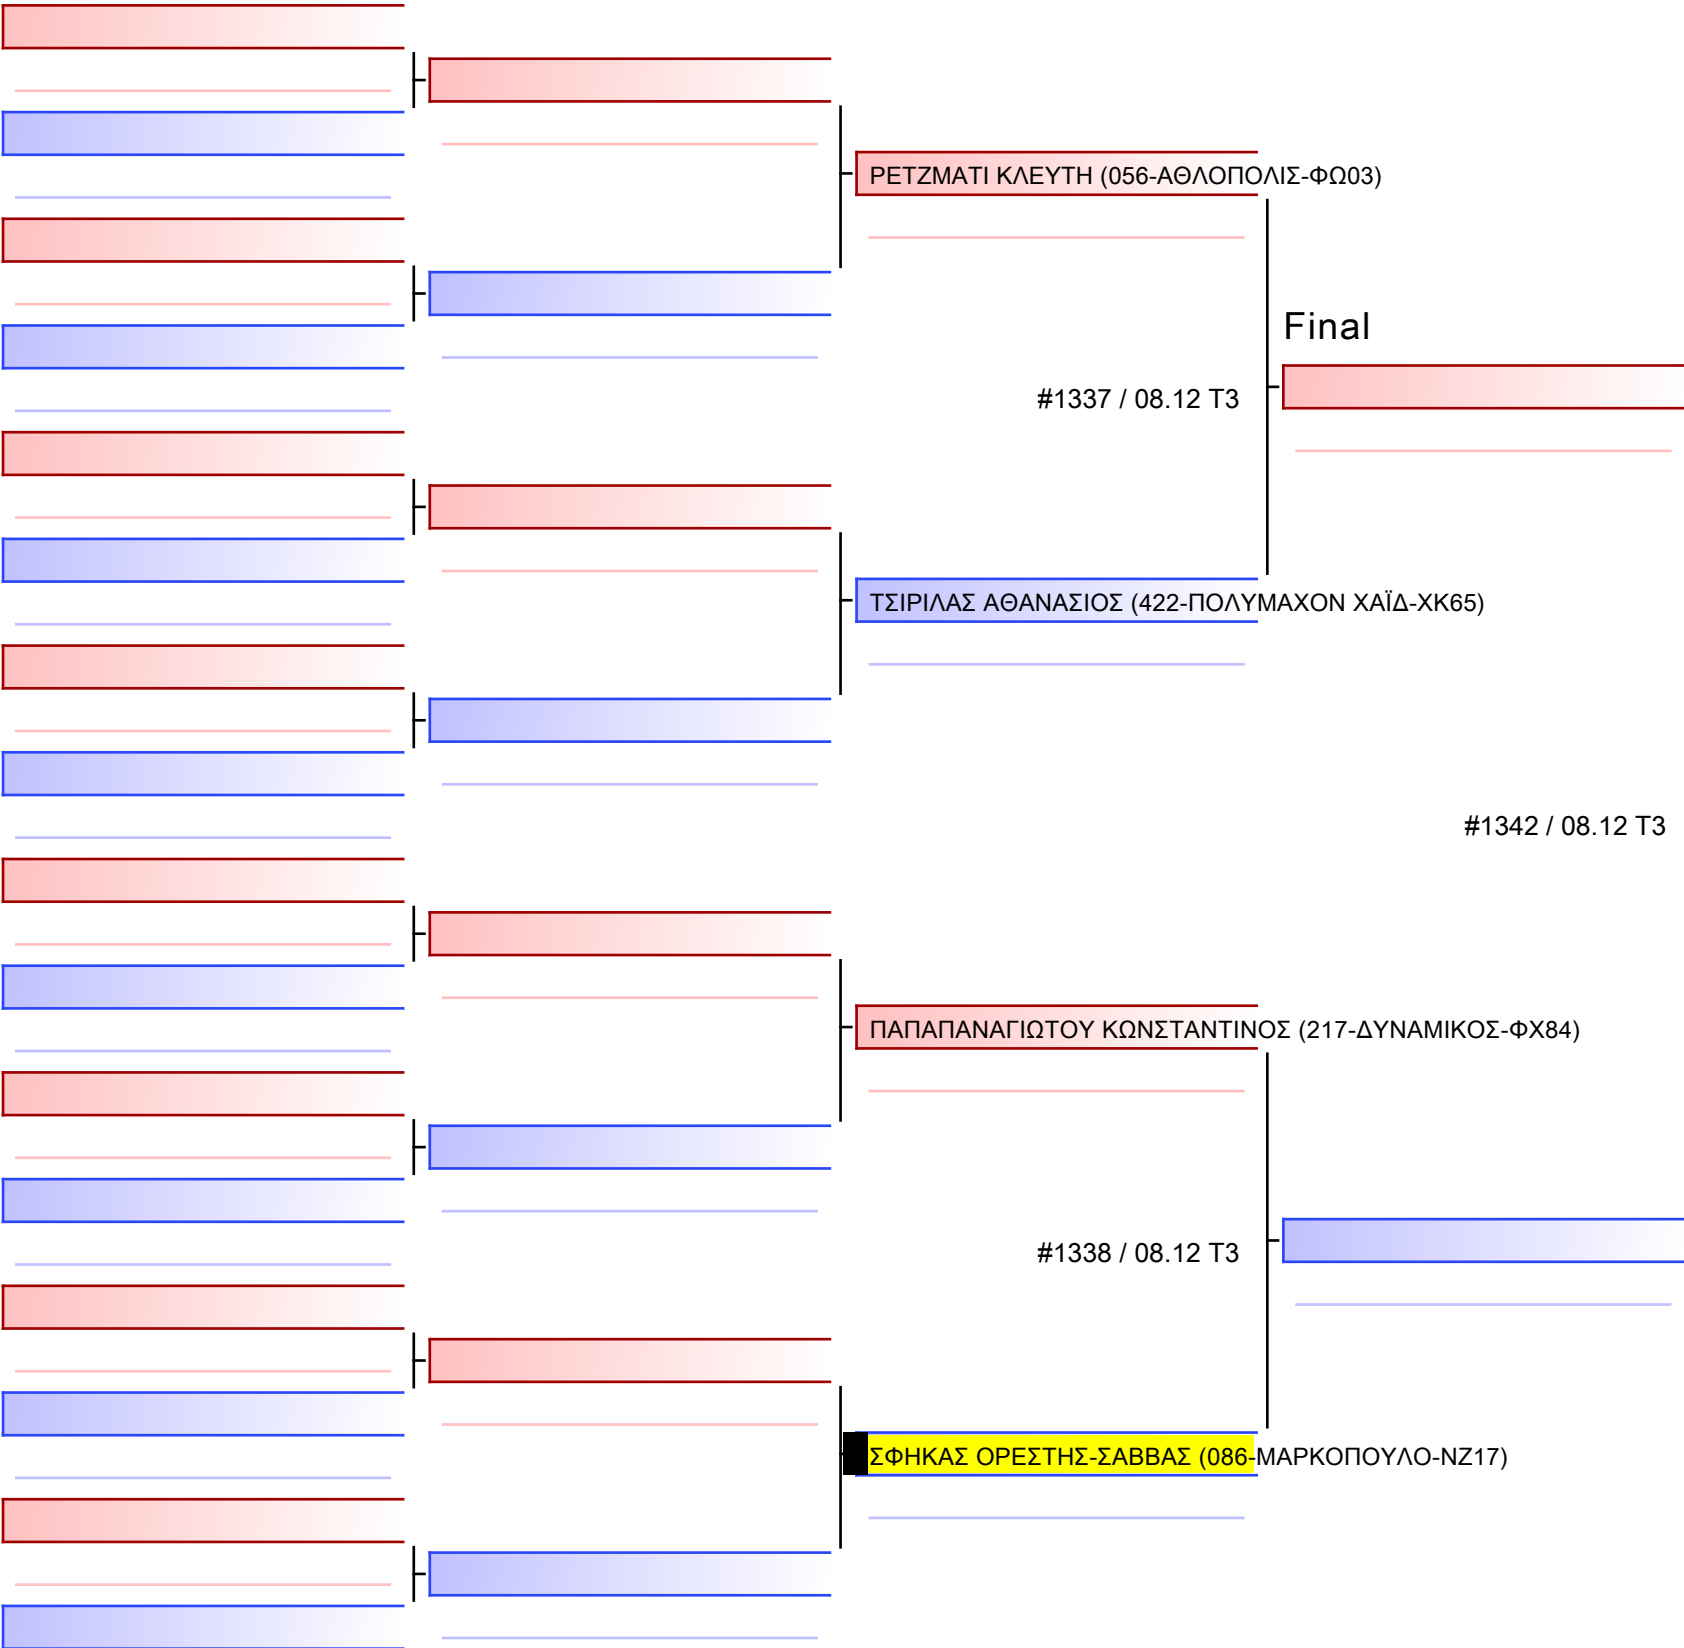 ΡΕΤΖΜΑΤΙ ΚΛΕΥΤΗ (056-ΑΘΛΟΠΟΛΙΣ-ΦΩ03)
Final
#1337 / 08.12 T3
ΤΣΙΡΙΛΑΣ ΑΘΑΝΑΣΙΟΣ (422-ΠΟΛΥΜΑΧΟΝ ΧΑΪΔ-ΧΚ65)
#1342 / 08.12 T3
ΠΑΠΑΠΑΝΑΓΙΩΤΟΥ ΚΩΝΣΤΑΝΤΙΝΟΣ (217-ΔΥΝΑΜΙΚΟΣ-ΦΧ84)
#1338 / 08.12 T3
ΣΦΗΚΑΣ ΟΡΕΣΤΗΣ-ΣΑΒΒΑΣ (086-ΜΑΡΚΟΠΟΥΛΟ-ΝΖ17)